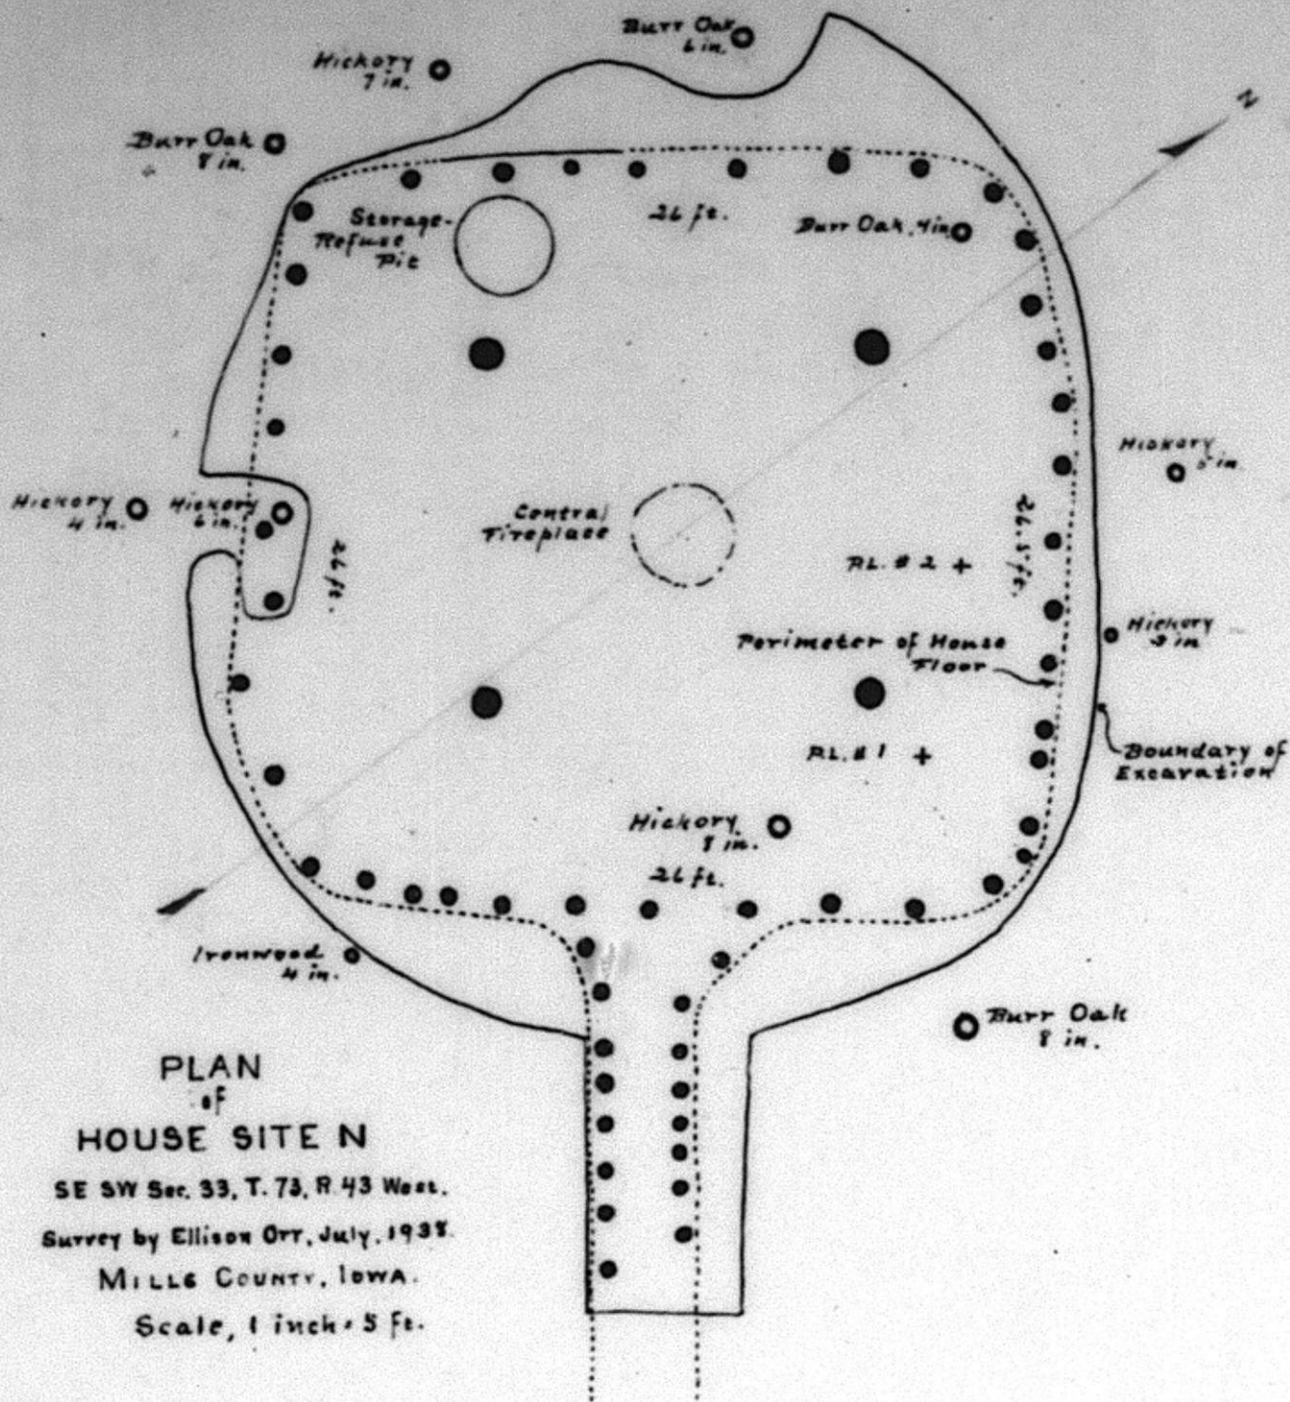 Burr Oak
6 in.
Hickory
7 in.
Burr Oak
8 in.
N
Storage-
Refuse
Pit
26 ft.
Burr Oak, 4 in.
Hickory
5 in
Hickory
4 in.
Hickory
6 in.
26 ft.
Central
Fireplace
26.5 ft.
P.L. # 2 +
Hickory
3 in
Perimeter of House
Floor
P.L. # 1 +
Boundary of
Excavation
Hickory
8 in.
26 ft.
Ironwood
4 in.
Burr Oak
8 in.
PLAN
of
HOUSE SITE N
SE SW Sec. 33, T. 73, R. 43 West.
Survey by Ellison Orr, July, 1938.
MILLS COUNTY, IOWA.
Scale, 1 inch = 5 ft.